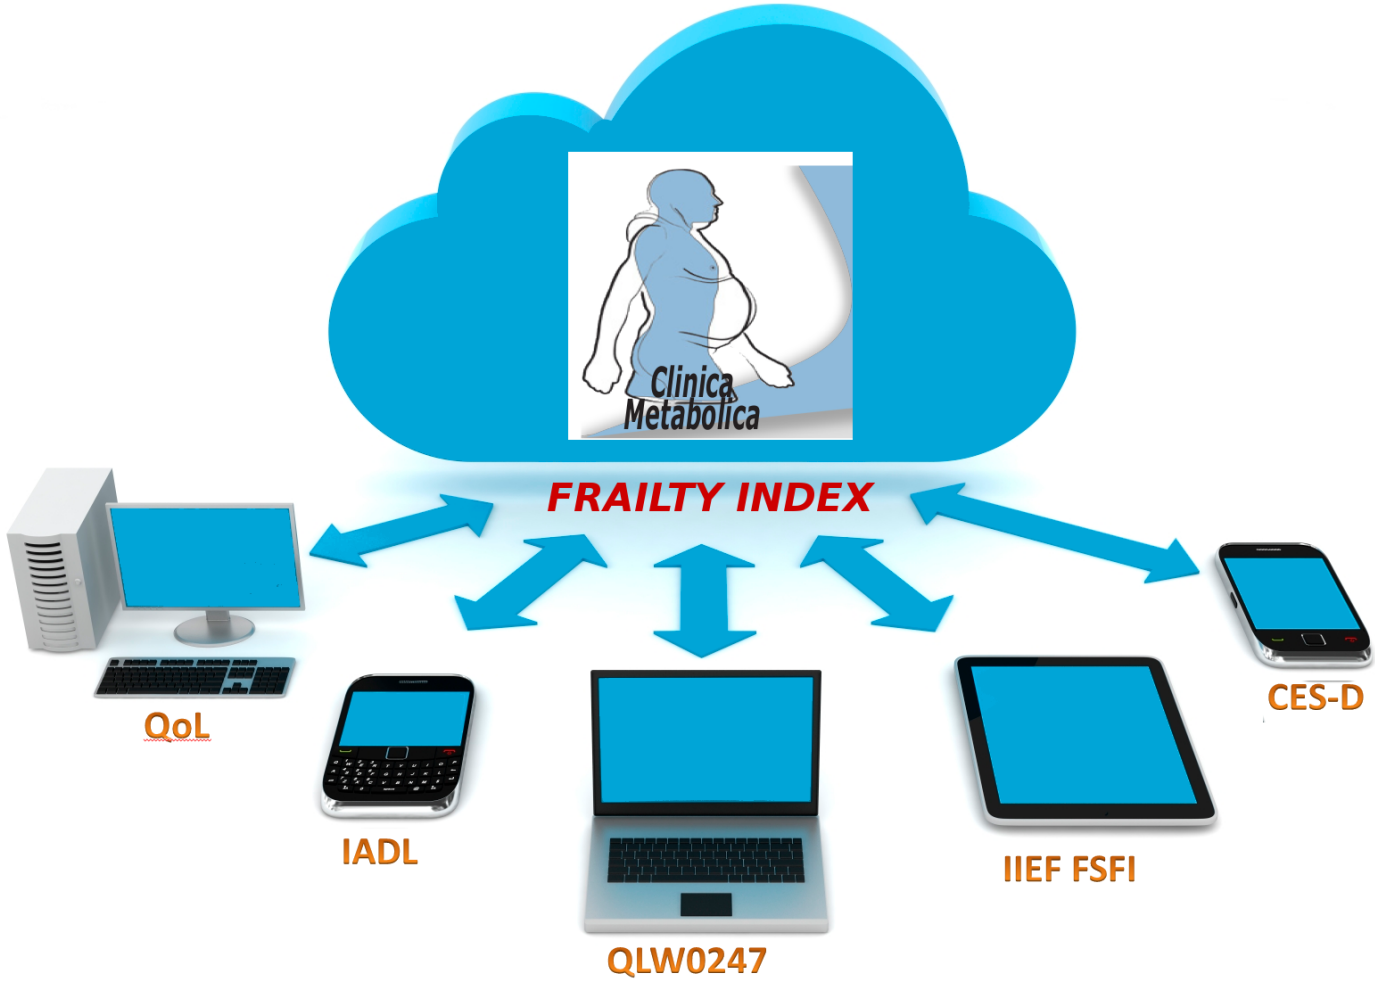 Clinica
Metabolica
FRAILTY INDEX
QoL
IADL
QLW0247
IIEF FSFI
CES-D